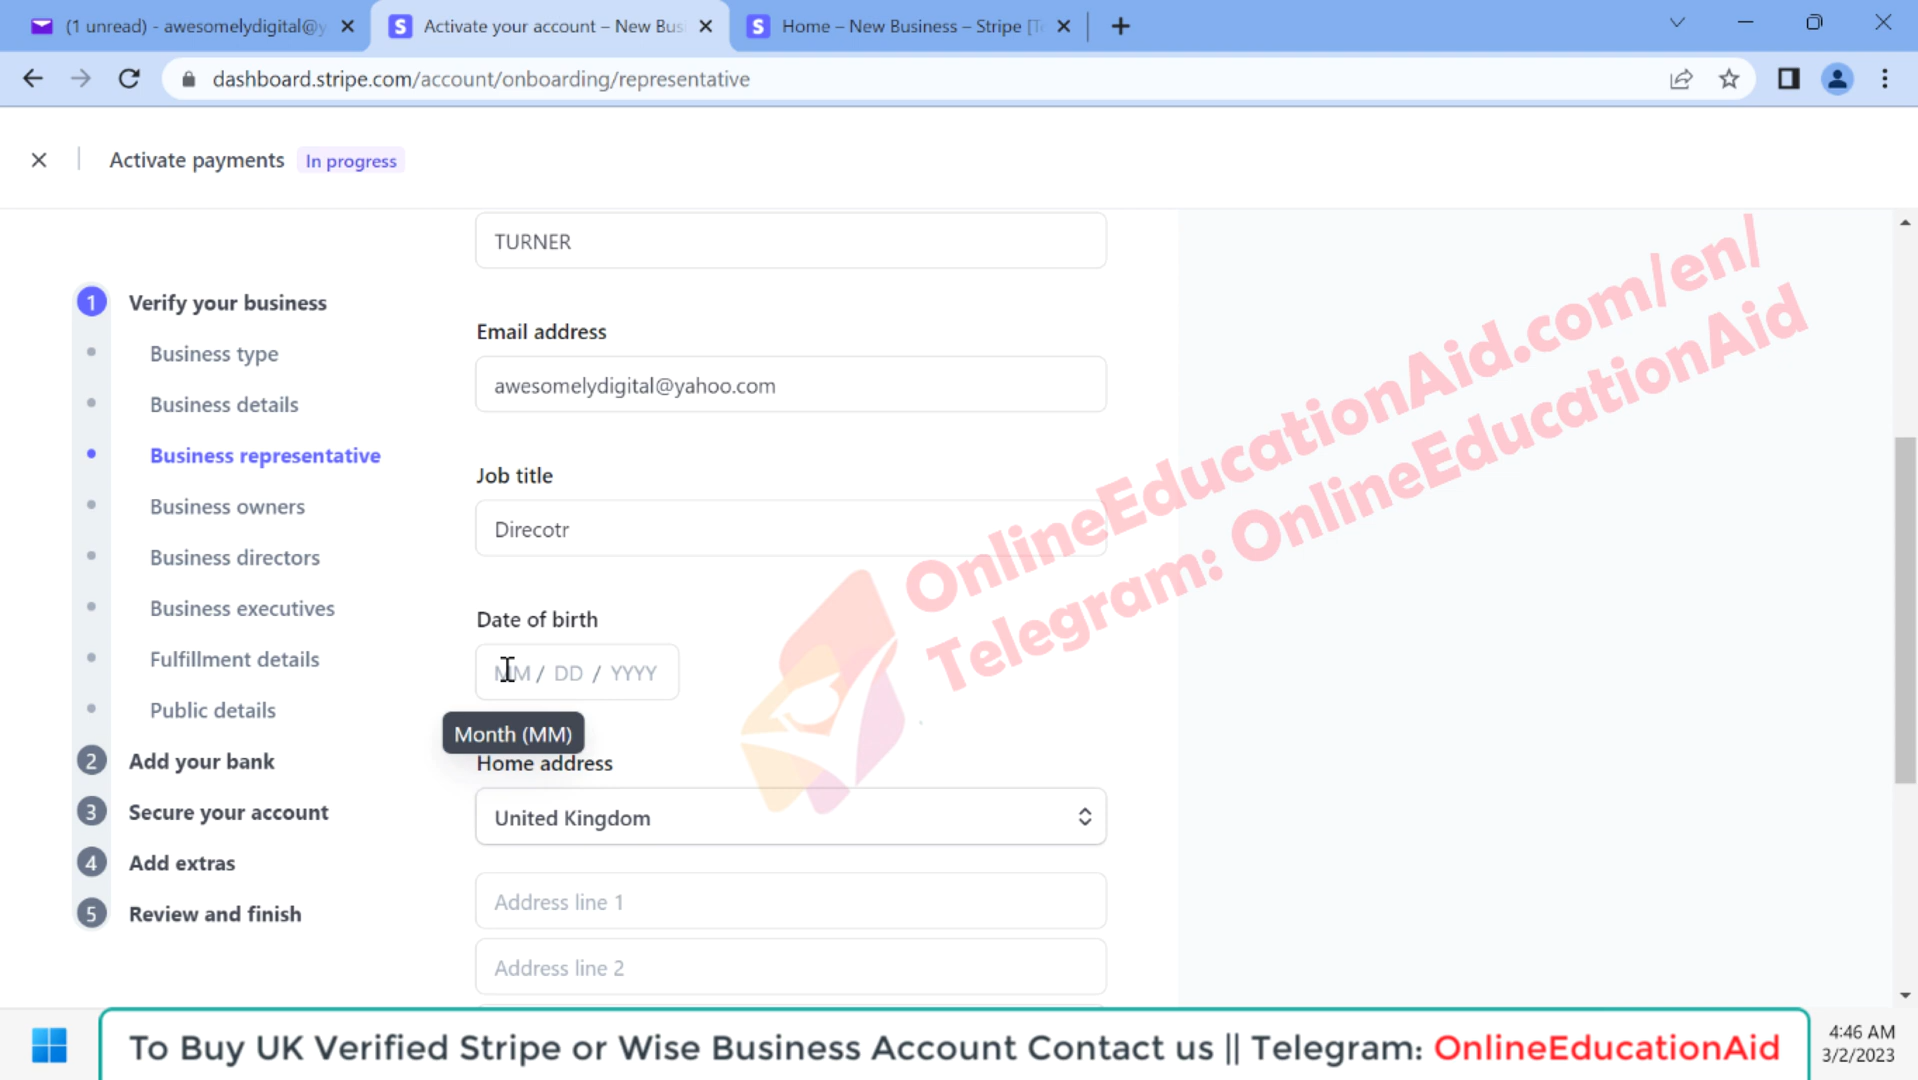 (1 unread) - awesomelydigital@y
Activate your account – New Bus
Home – New Business – Stripe [Te
dashboard.stripe.com/account/onboarding/representative
Activate payments
In progress
TURNER
1 Verify your business
Business type
Business details
Business representative
Business owners
Business directors
Business executives
Fulfillment details
Public details
2 Add your bank
3 Secure your account
4 Add extras
5 Review and finish
Email address
awesomelydigital@yahoo.com
Job title
Direcotr
Date of birth
MM / DD / YYYY
Month (MM)
Home address
United Kingdom
Address line 1
Address line 2
OnlineEducationAid.com/en/
Telegram: OnlineEducationAid
To Buy UK Verified Stripe or Wise Business Account Contact us || Telegram: OnlineEducationAid
4:46 AM
3/2/2023